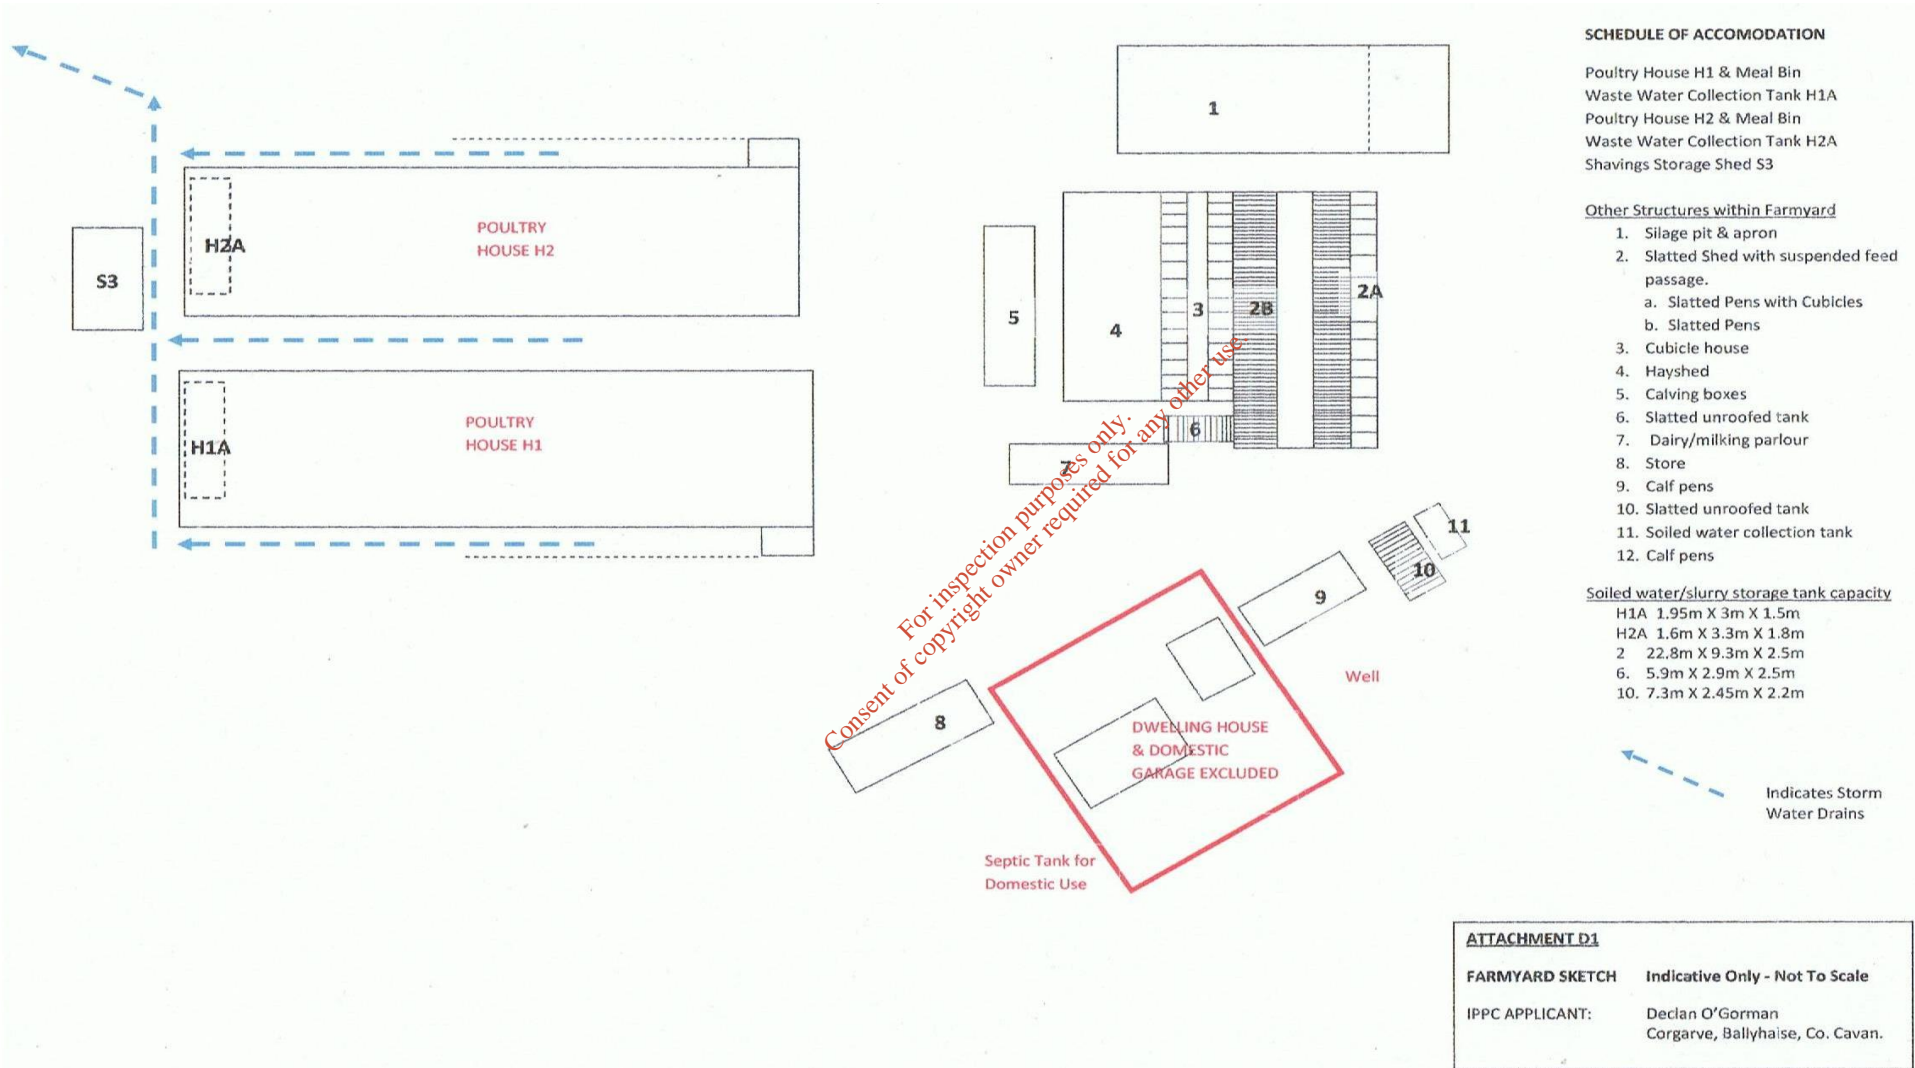 SCHEDULE OF ACCOMODATION
Poultry House H1 & Meal Bin
Waste Water Collection Tank H1A
Poultry House H2 & Meal Bin
Waste Water Collection Tank H2A
Shavings Storage Shed S3
Other Structures within Farmyard
1. Silage pit & apron
2. Slatted Shed with suspended feed
passage.
a. Slatted Pens with Cubicles
b. Slatted Pens
3. Cubicle house
4. Hayshed
5. Calving boxes
6. Slatted unroofed tank
7. Dairy/milking parlour
8. Store
9. Calf pens
10. Slatted unroofed tank
11. Soiled water collection tank
12. Calf pens
Soiled water/slurry storage tank capacity
H1A 1.95m X 3m X 1.5m
H2A 1.6m X 3.3m X 1.8m
2 22.8m X 9.3m X 2.5m
6. 5.9m X 2.9m X 2.5m
10. 7.3m X 2.45m X 2.2m
Indicates Storm
Water Drains
S3
H2A
POULTRY
HOUSE H2
H1A
POULTRY
HOUSE H1
1
5
4
3
2B
2A
6
7
11
10
9
8
Well
DWELLING HOUSE
& DOMESTIC
GARAGE EXCLUDED
Septic Tank for
Domestic Use
For inspection purposes only.
Consent of copyright owner required for any other use.
ATTACHMENT D1
FARMYARD SKETCH Indicative Only - Not To Scale
IPPC APPLICANT: Declan O'Gorman
Corgarve, Ballyhaise, Co. Cavan.